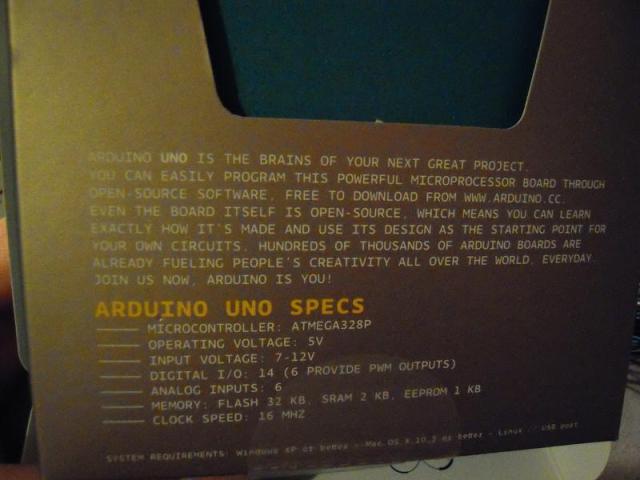 ARDUINO UNO IS THE BRAINS OF YOUR NEXT GREAT PROJECT.
YOU CAN EASILY PROGRAM THIS POWERFUL MICROPROCESSOR BOARD THROUGH
OPEN-SOURCE SOFTWARE, FREE TO DOWNLOAD FROM WWW.ARDUINO.CC.
EVEN THE BOARD ITSELF IS OPEN-SOURCE, WHICH MEANS YOU CAN LEARN
EXACTLY HOW IT'S MADE AND USE ITS DESIGN AS THE STARTING POINT FOR
YOUR OWN CIRCUITS. HUNDREDS OF THOUSANDS OF ARDUINO BOARDS ARE
ALREADY FUELING PEOPLE'S CREATIVITY ALL OVER THE WORLD, EVERYDAY.
JOIN US NOW, ARDUINO IS YOU!
ARDUINO UNO SPECS
MICROCONTROLLER: ATMEGA328P
OPERATING VOLTAGE: 5V
INPUT VOLTAGE: 7-12V
DIGITAL I/O: 14 (6 PROVIDE PWM OUTPUTS)
ANALOG INPUTS: 6
MEMORY: FLASH 32 KB, SRAM 2 KB, EEPROM 1 KB
CLOCK SPEED: 16 MHZ
SYSTEM REQUIREMENTS: Windows XP or better - Mac OS X 10.2 or better - Linux - USB port